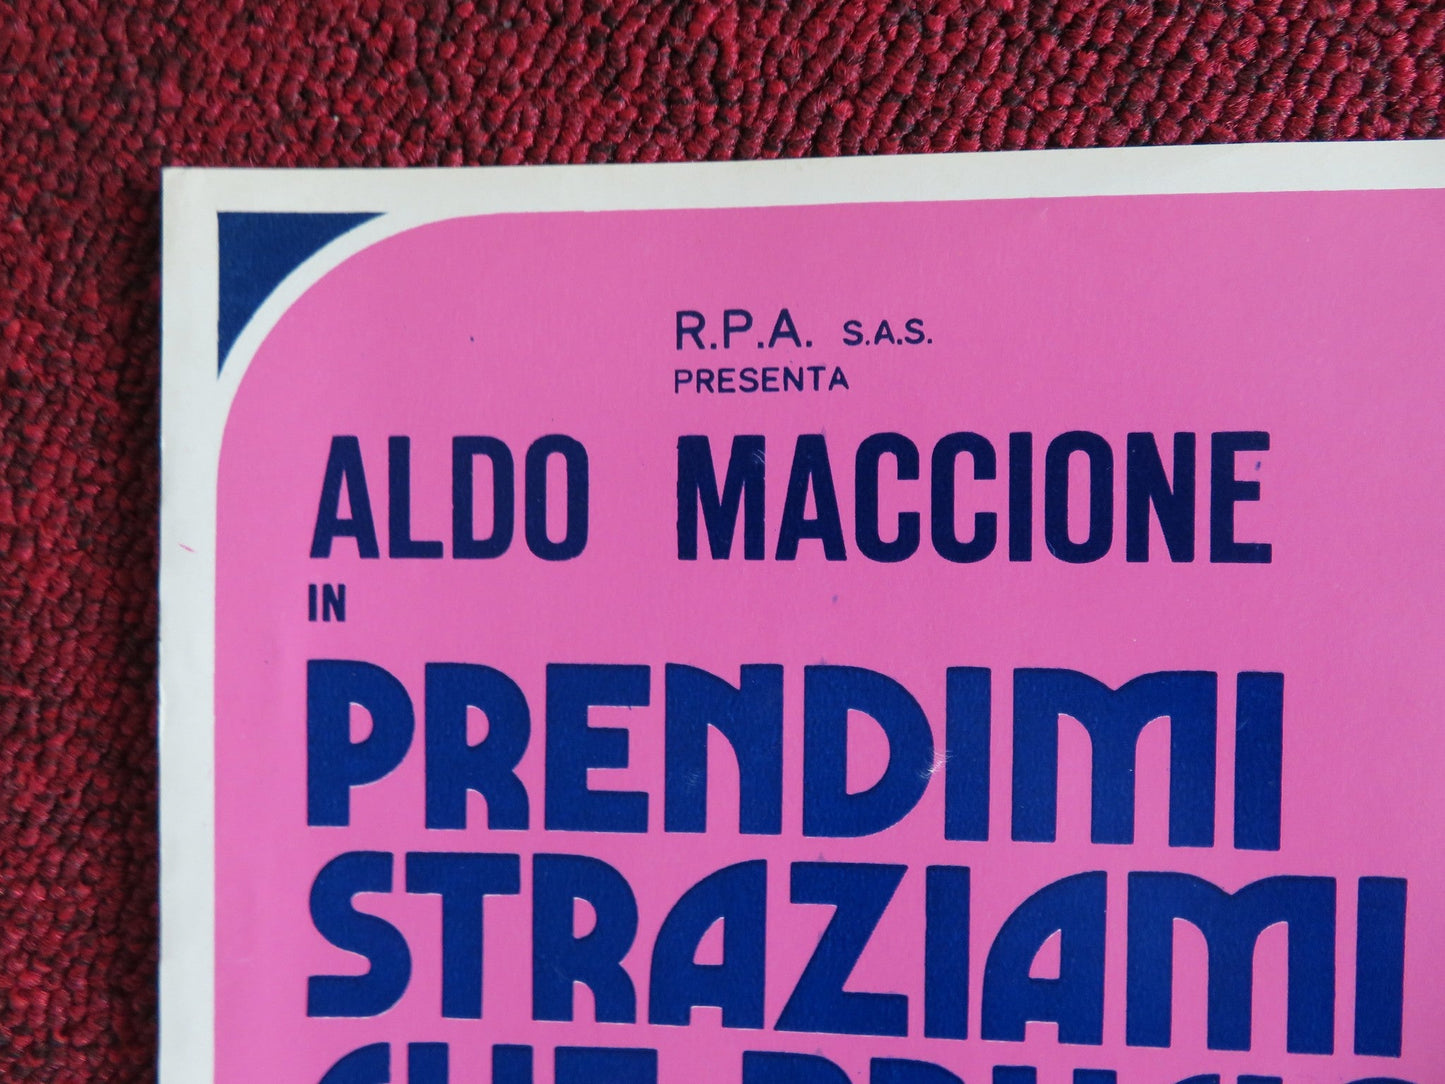 R.P.A. S.A.S.
PRESENTA
ALDO MACCIONE
IN
PRENDIMI
STRAZIAMI